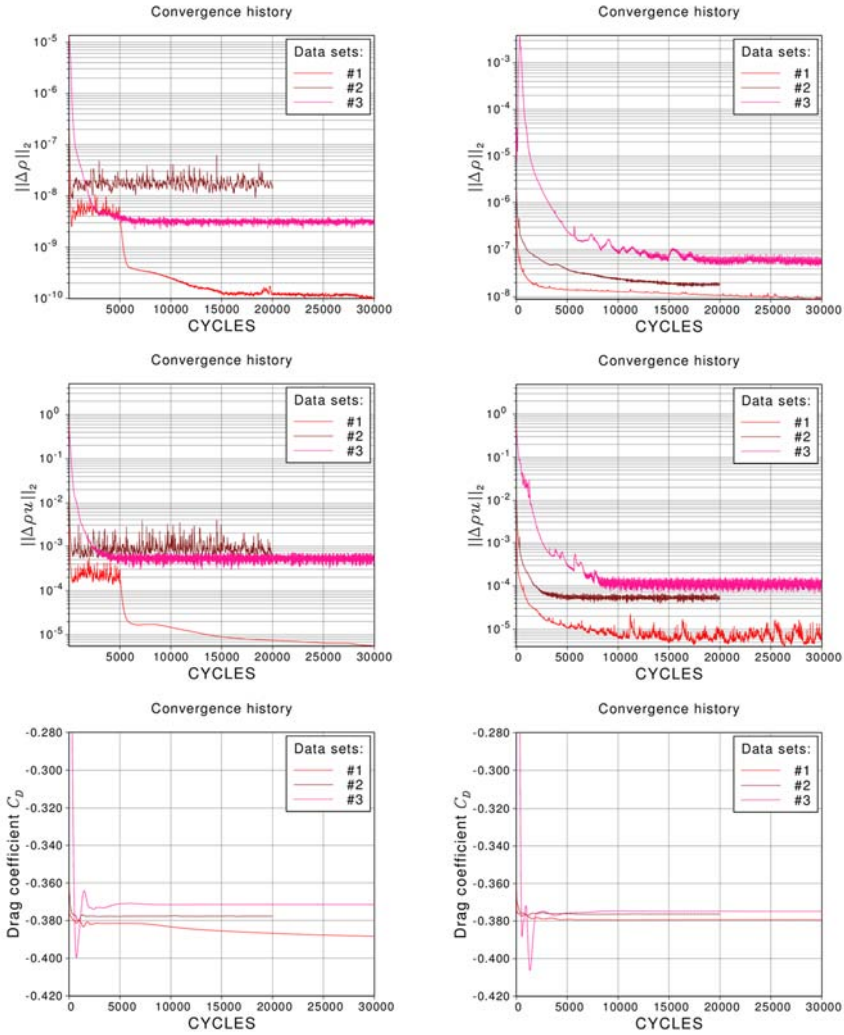 Convergence history
10^-5
10^-6
10^-7
10^-8
10^-9
10^-10
||Δρ||₂
Data sets:
#1
#2
#3
5000 10000 15000 20000 25000 30000
CYCLES
Convergence history
10^-3
10^-4
10^-5
10^-6
10^-7
10^-8
||Δρ||₂
Data sets:
#1
#2
#3
0 5000 10000 15000 20000 25000 30000
CYCLES
Convergence history
10^0
10^-1
10^-2
10^-3
10^-4
10^-5
||Δρu||₂
Data sets:
#1
#2
#3
5000 10000 15000 20000 25000 30000
CYCLES
Convergence history
10^0
10^-1
10^-2
10^-3
10^-4
10^-5
||Δρu||₂
Data sets:
#1
#2
#3
0 5000 10000 15000 20000 25000 30000
CYCLES
Convergence history
-0.280
-0.300
-0.320
-0.340
-0.360
-0.380
-0.400
-0.420
Drag coefficient C_D
Data sets:
#1
#2
#3
0 5000 10000 15000 20000 25000 30000
CYCLES
Convergence history
-0.280
-0.300
-0.320
-0.340
-0.360
-0.380
-0.400
-0.420
Drag coefficient C_D
Data sets:
#1
#2
#3
0 5000 10000 15000 20000 25000 30000
CYCLES